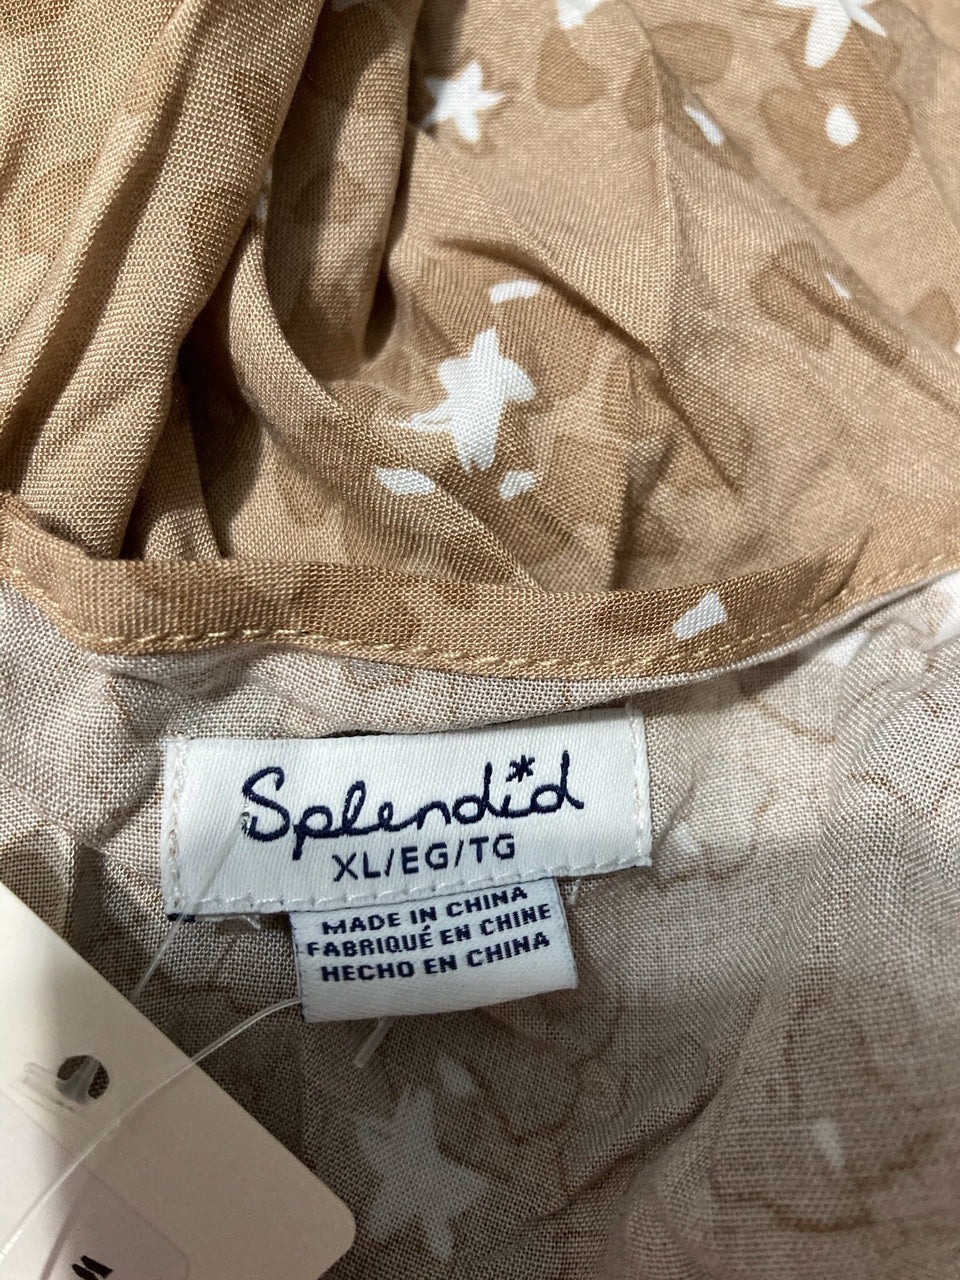 Splendid
XL/EG/TG
MADE IN CHINA
FABRIQUÉ EN CHINE
HECHO EN CHINA